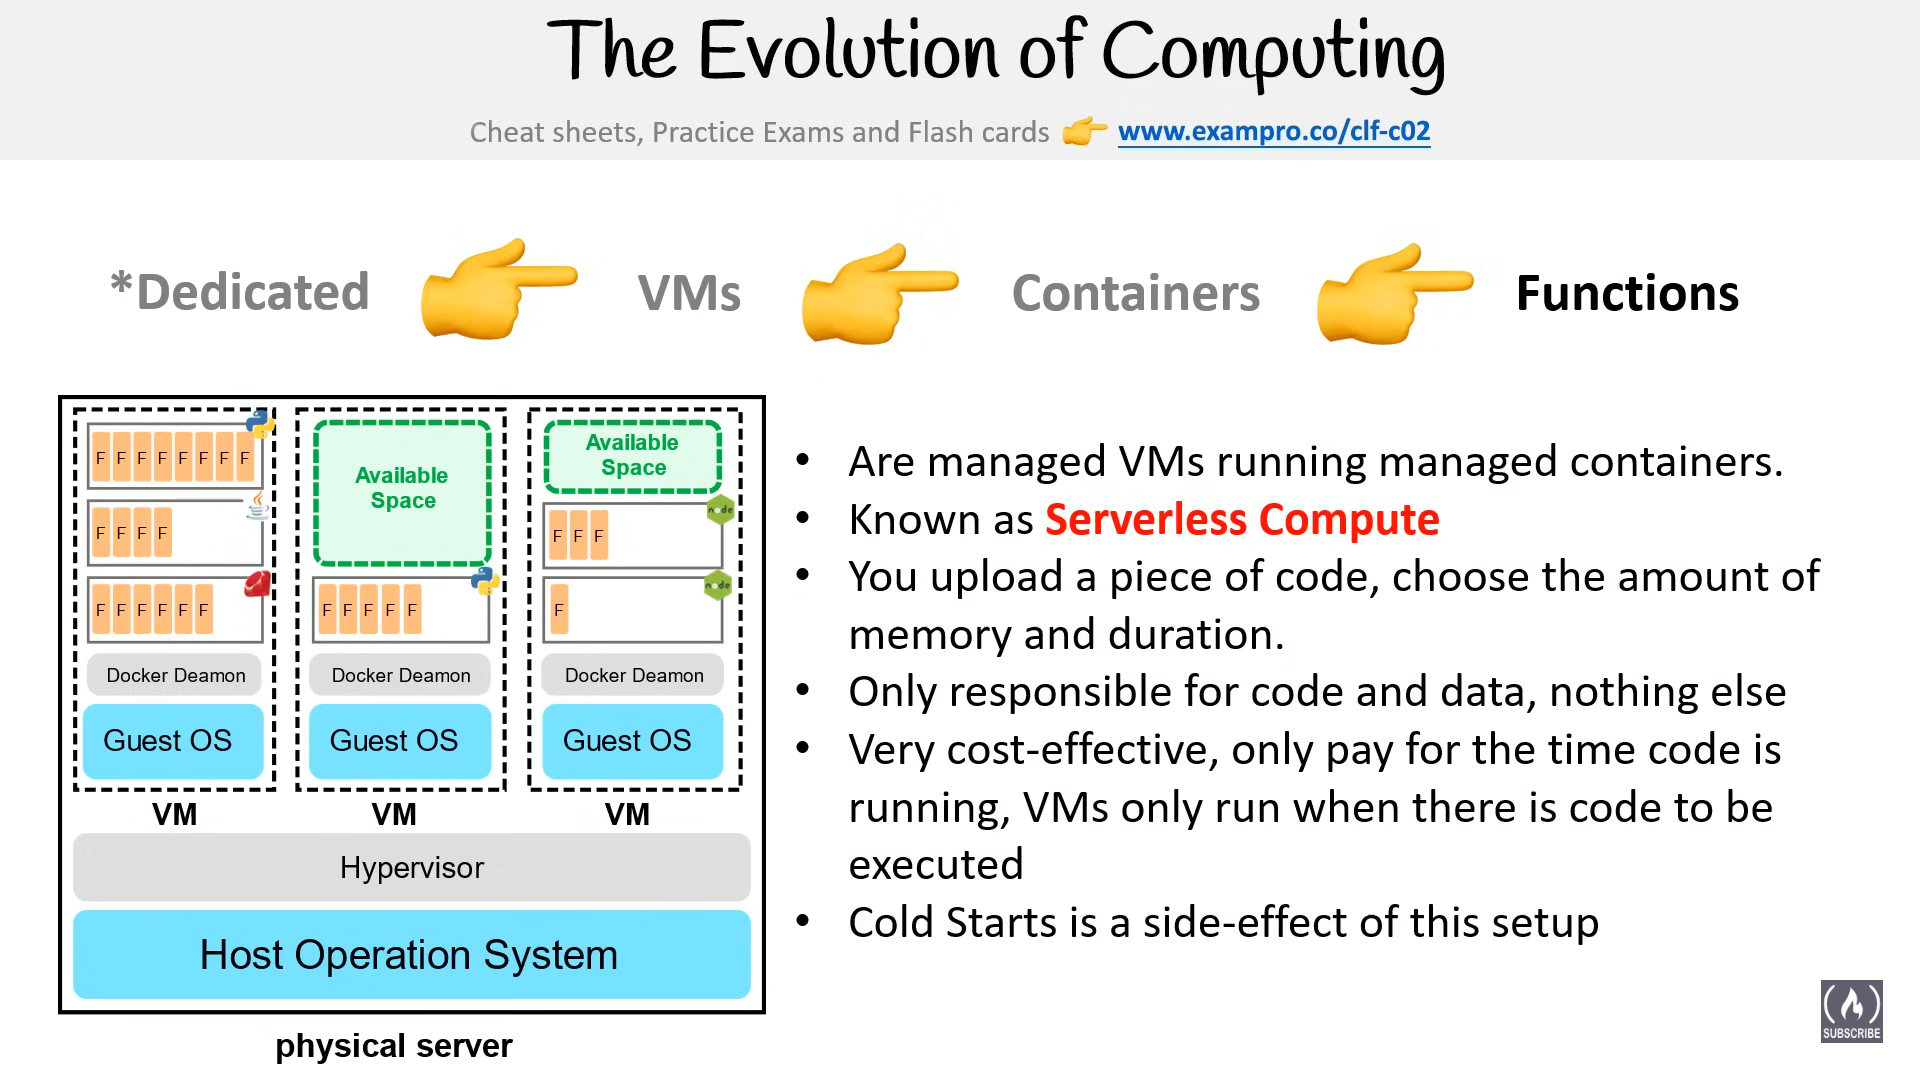 The Evolution of Computing
Cheat sheets, Practice Exams and Flash cards 👉 www.exampro.co/clf-c02
*Dedicated 👉 VMs 👉 Containers 👉 Functions
F F F F F F F F
F F F F
F F F F F F
Docker Deamon
Guest OS
VM
Available
Space
F F F F F
Docker Deamon
Guest OS
VM
Available
Space
node
F F F
node
F
Docker Deamon
Guest OS
VM
Hypervisor
Host Operation System
physical server
• Are managed VMs running managed containers.
• Known as Serverless Compute
• You upload a piece of code, choose the amount of
memory and duration.
• Only responsible for code and data, nothing else
• Very cost-effective, only pay for the time code is
running, VMs only run when there is code to be
executed
• Cold Starts is a side-effect of this setup
SUBSCRIBE